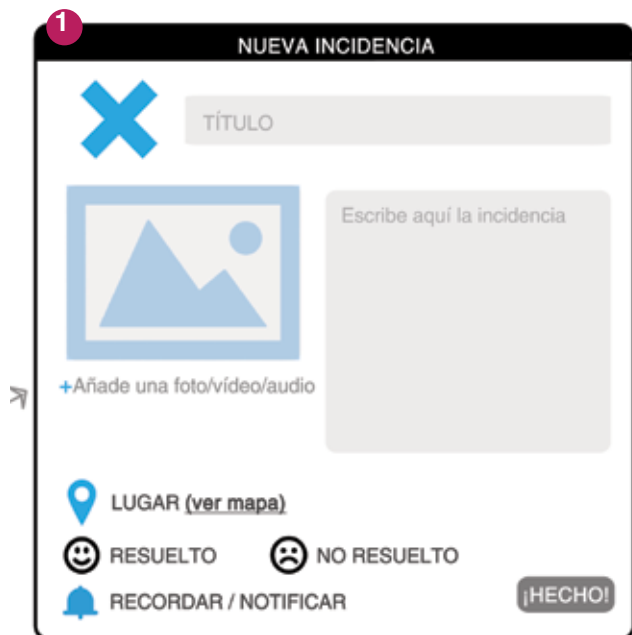 1
NUEVA INCIDENCIA
TÍTULO
Escribe aquí la incidencia
+Añade una foto/vídeo/audio
LUGAR (ver mapa)
RESUELTO NO RESUELTO
RECORDAR / NOTIFICAR
¡HECHO!